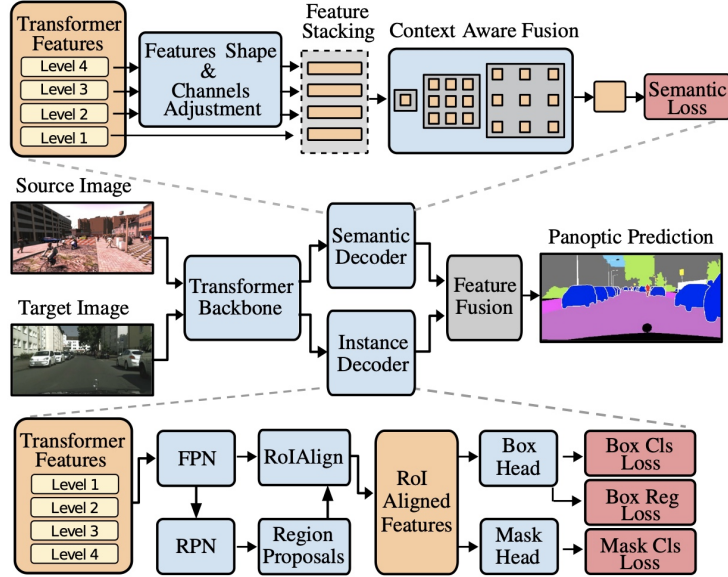 Transformer
Features
Level 4
Level 3
Level 2
Level 1
Features Shape
&
Channels
Adjustment
Feature
Stacking
Context Aware Fusion
Semantic
Loss
Source Image
Target Image
Transformer
Backbone
Semantic
Decoder
Instance
Decoder
Feature
Fusion
Panoptic Prediction
Transformer
Features
Level 1
Level 2
Level 3
Level 4
FPN
RPN
RoIAlign
Region
Proposals
RoI
Aligned
Features
Box
Head
Mask
Head
Box Cls
Loss
Box Reg
Loss
Mask Cls
Loss